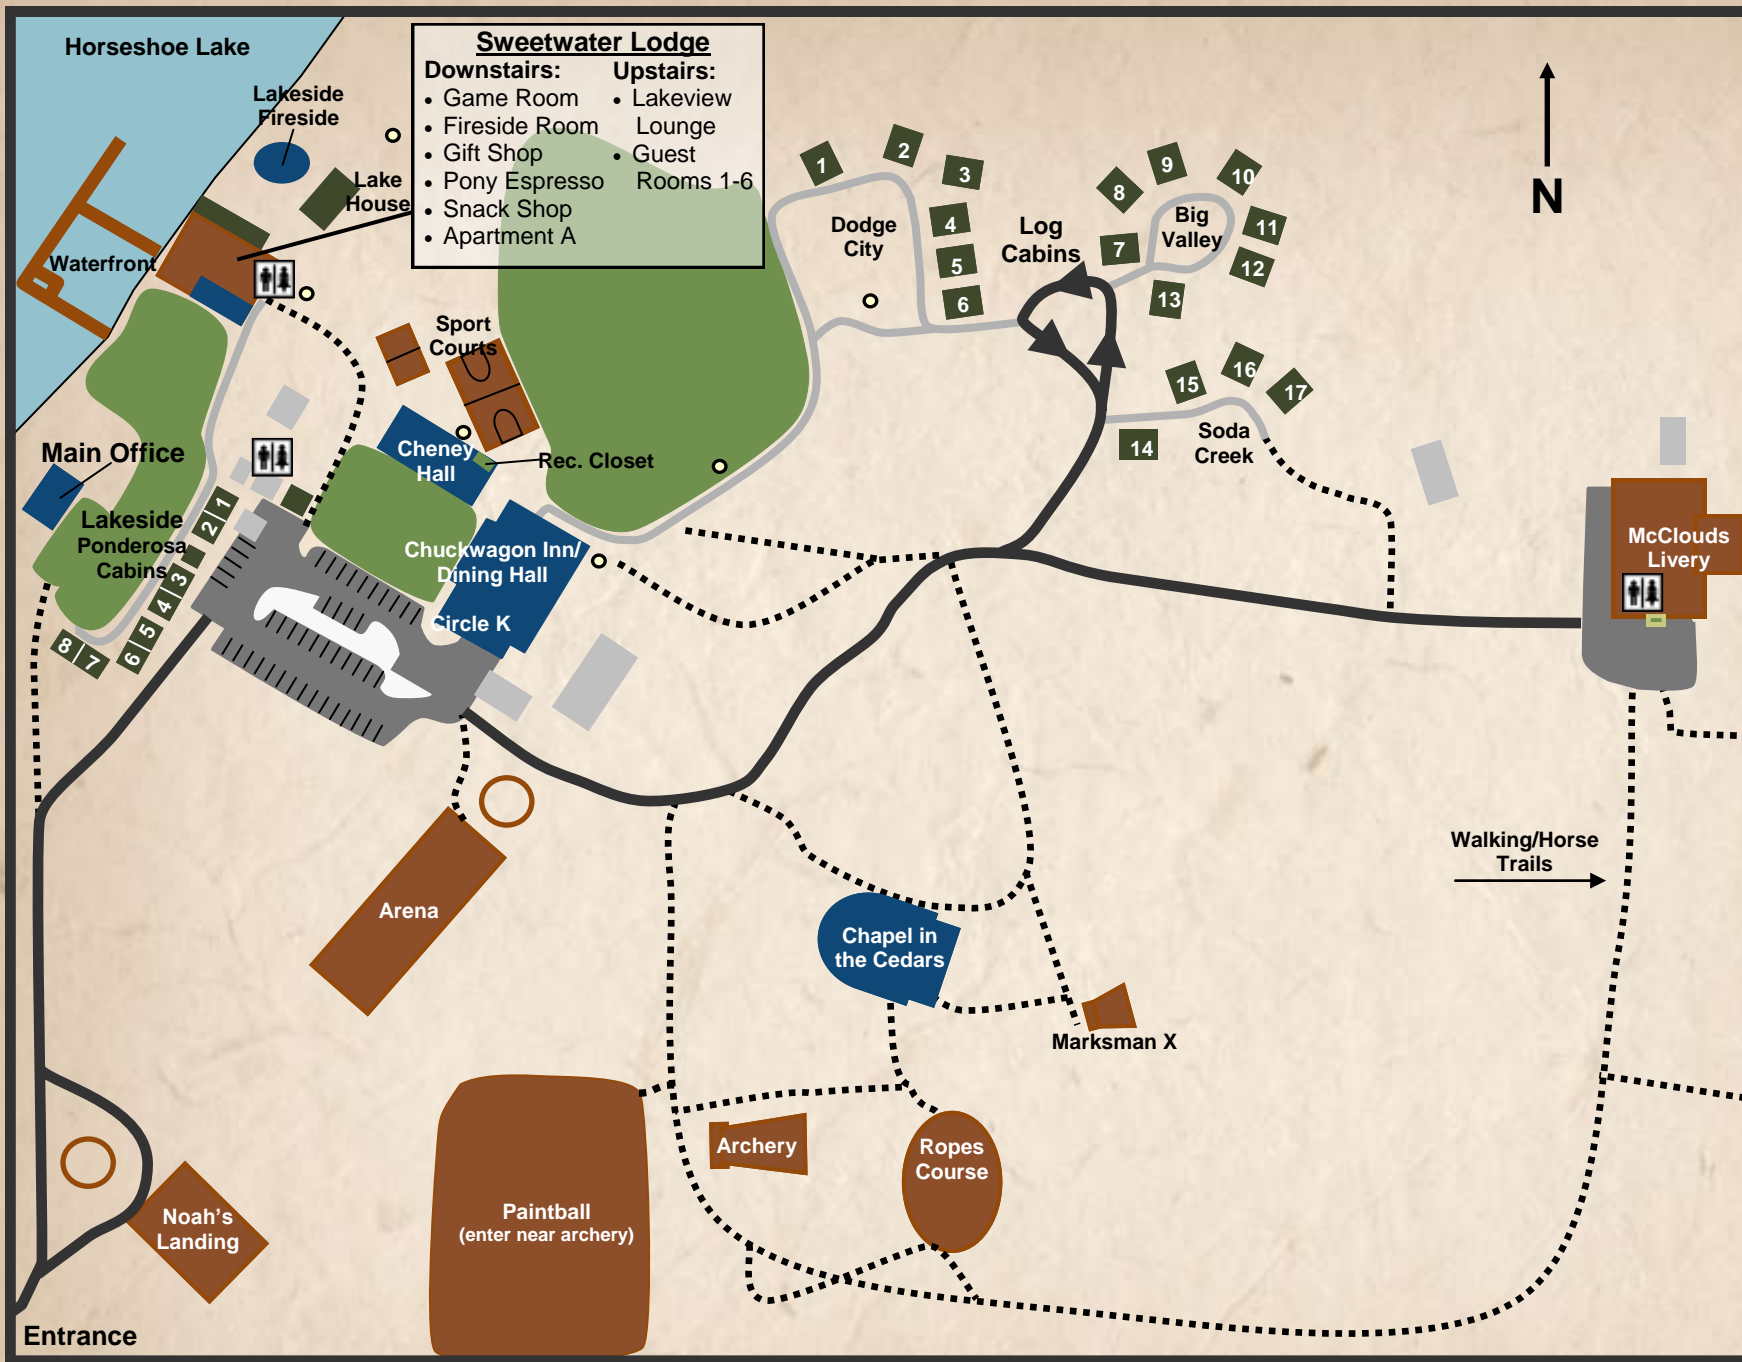 Horseshoe Lake
Sweetwater Lodge
Downstairs:
• Game Room
• Fireside Room
• Gift Shop
• Pony Espresso
• Snack Shop
• Apartment A
Upstairs:
• Lakeview
Lounge
• Guest
Rooms 1-6
Lakeside
Fireside
Lake
House
Waterfront
N
1
2
3
4
5
6
Dodge
City
Log
Cabins
7
8
9
10
11
12
13
Big
Valley
14
15
16
17
Soda
Creek
Sport
Courts
Cheney
Hall
Rec. Closet
Main Office
Lakeside
Ponderosa
Cabins
1
2
3
4
5
6
7
8
Chuckwagon Inn/
Dining Hall
Circle K
McClouds
Livery
Walking/Horse
Trails
Arena
Chapel in
the Cedars
Marksman X
Archery
Ropes
Course
Paintball
(enter near archery)
Noah's
Landing
Entrance